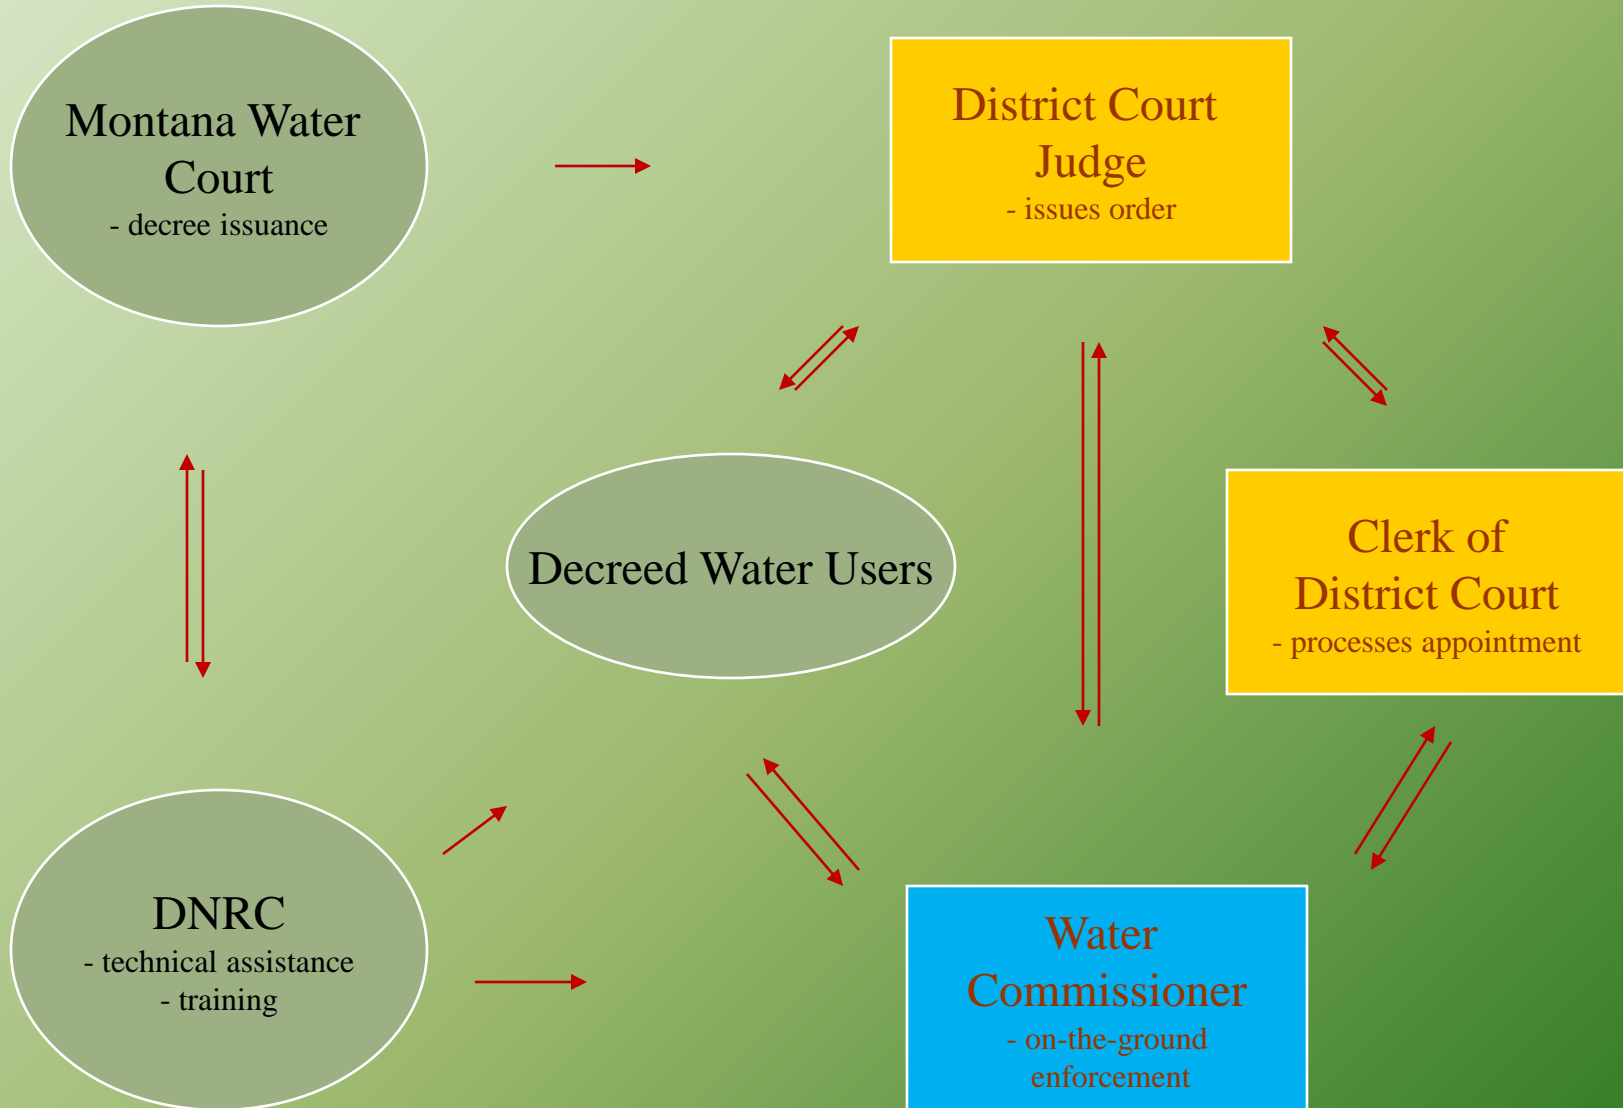 Montana Water
Court
- decree issuance
District Court
Judge
- issues order
Decreed Water Users
Clerk of
District Court
- processes appointment
DNRC
- technical assistance
- training
Water
Commissioner
- on-the-ground
enforcement